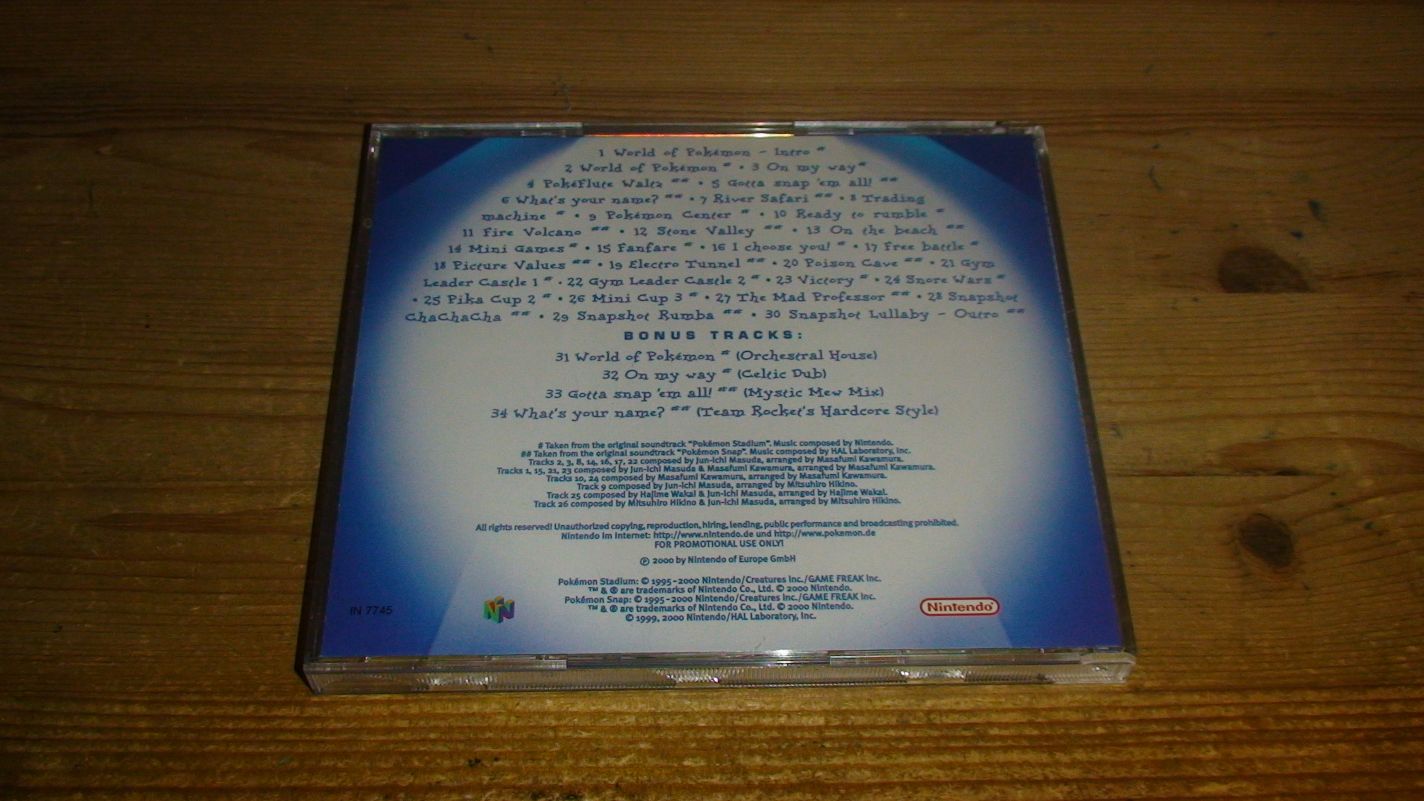 1 World of Pokémon - Intro #
2 World of Pokémon # • 3 On my way #
4 PokéFlute Waltz ## • 5 Gotta snap 'em all! ##
6 What's your name? ## • 7 River Safari ## • 8 Trading
machine # • 9 Pokémon Center # • 10 Ready to rumble #
11 Fire Volcano ## • 12 Stone Valley ## • 13 On the beach ##
14 Mini Games # • 15 Fanfare # • 16 I choose you! # • 17 Free battle #
18 Picture Values ## • 19 Electro Tunnel ## • 20 Poison Cave ## • 21 Gym
Leader Castle 1 # • 22 Gym Leader Castle 2 # • 23 Victory # • 24 Snore Wars #
• 25 Pika Cup 2 # • 26 Mini Cup 3 # • 27 The Mad Professor ## • 28 Snapshot
ChaChaCha ## • 29 Snapshot Rumba ## • 30 Snapshot Lullaby - Outro ##
BONUS TRACKS:
31 World of Pokémon # (Orchestral House)
32 On my way # (Celtic Dub)
33 Gotta snap 'em all! ## (Mystic Mew Mix)
34 What's your name? ## (Team Rocket's Hardcore Style)
# Taken from the original soundtrack "Pokémon Stadium". Music composed by Nintendo.
## Taken from the original soundtrack "Pokémon Snap". Music composed by HAL Laboratory, Inc.
Tracks 2, 3, 8, 14, 16, 17, 22 composed by Jun-Ichi Masuda, arranged by Masafumi Kawamura.
Tracks 1, 15, 21, 23 composed by Jun-Ichi Masuda & Masafumi Kawamura, arranged by Masafumi Kawamura.
Tracks 10, 24 composed by Masafumi Kawamura, arranged by Masafumi Kawamura.
Track 9 composed by Jun-Ichi Masuda, arranged by Mitsuhiro Hikino.
Track 25 composed by Hajime Wakai & Jun-Ichi Masuda, arranged by Hajime Wakai.
Track 26 composed by Mitsuhiro Hikino & Jun-Ichi Masuda, arranged by Mitsuhiro Hikino.
All rights reserved! Unauthorized copying, reproduction, hiring, lending, public performance and broadcasting prohibited.
Nintendo im Internet: http://www.nintendo.de und http://www.pokemon.de
FOR PROMOTIONAL USE ONLY!
℗ 2000 by Nintendo of Europe GmbH
Pokémon Stadium: © 1995-2000 Nintendo/Creatures Inc./GAME FREAK Inc.
™ & ® are trademarks of Nintendo Co., Ltd. © 2000 Nintendo.
Pokémon Snap: © 1995-2000 Nintendo/Creatures Inc./GAME FREAK Inc.
™ & ® are trademarks of Nintendo Co., Ltd. © 2000 Nintendo.
© 1999, 2000 Nintendo/HAL Laboratory, Inc.
IN 7745
Nintendo